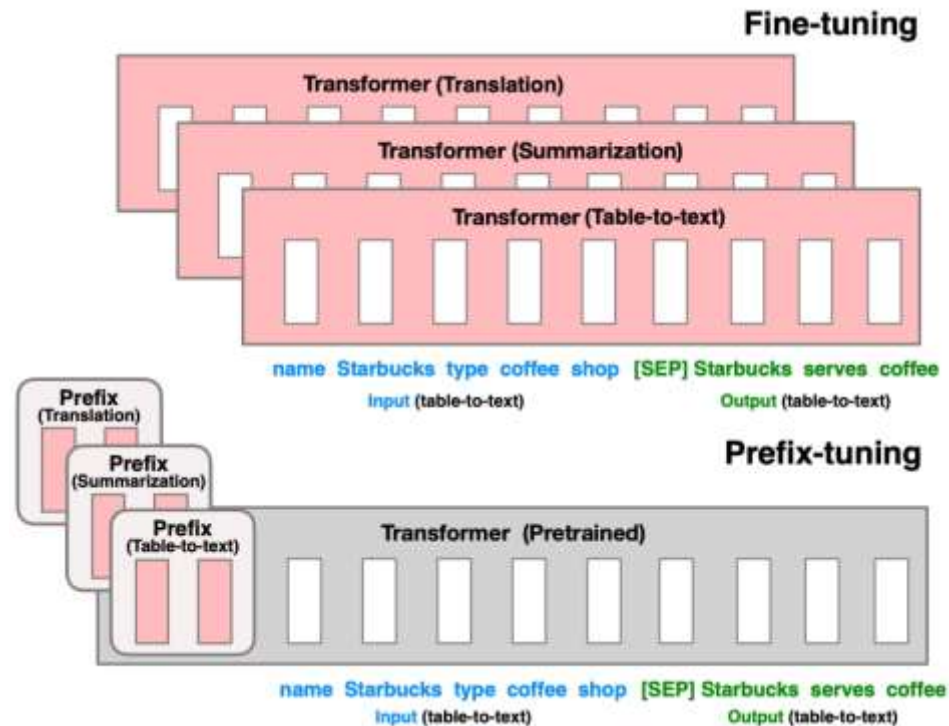 Fine-tuning
Transformer (Translation)
Transformer (Summarization)
Transformer (Table-to-text)
name Starbucks type coffee shop [SEP] Starbucks serves coffee
Input (table-to-text) Output (table-to-text)
Prefix
(Translation)
Prefix-tuning
Prefix
(Summarization)
Prefix
(Table-to-text)
Transformer (Pretrained)
name Starbucks type coffee shop [SEP] Starbucks serves coffee
Input (table-to-text) Output (table-to-text)